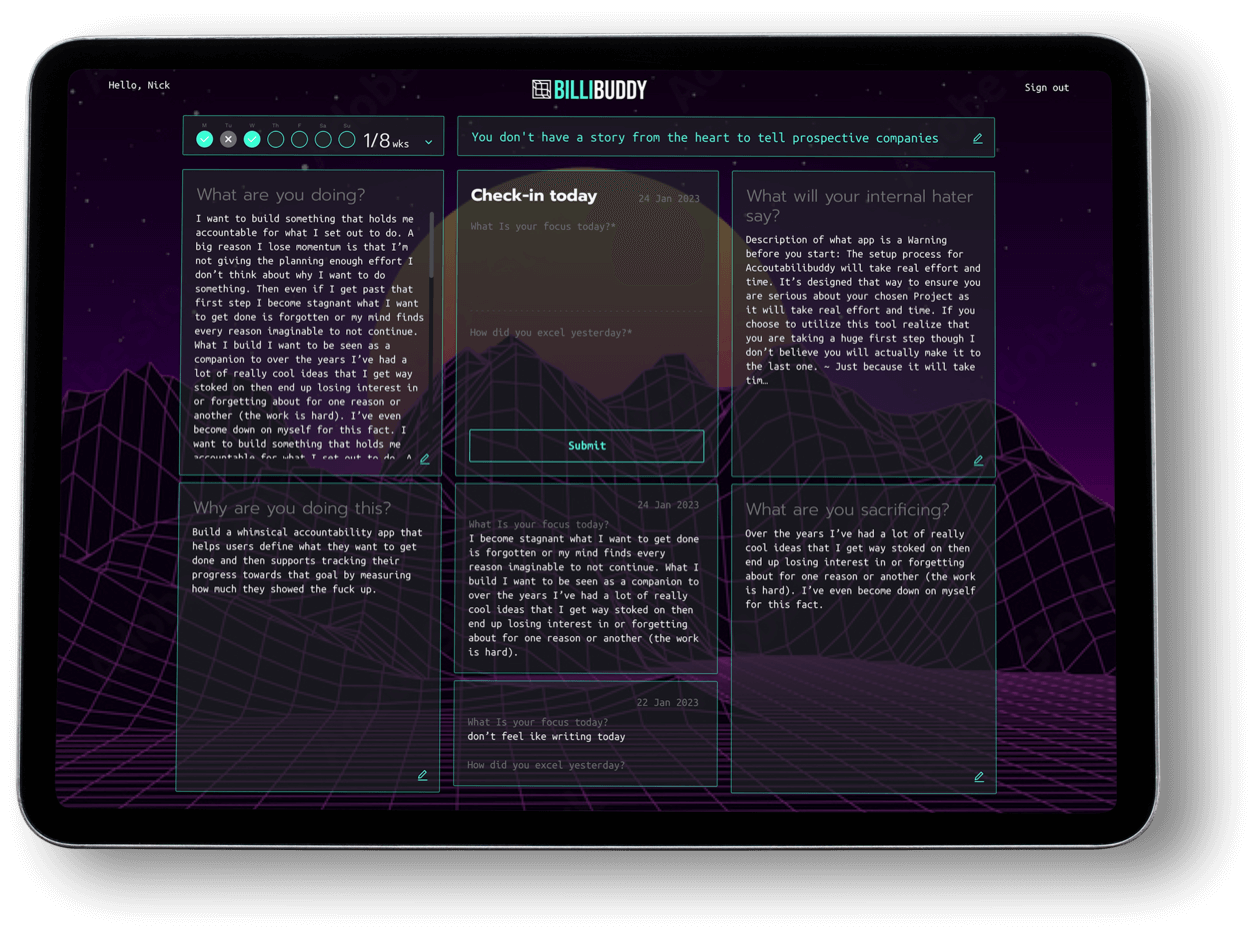 Hello, Nick
BILLIBUDDY
Sign out
M Tu W Th F Sa Su
1/8 wks
You don't have a story from the heart to tell prospective companies
What are you doing?
I want to build something that holds me
accountable for what I set out to do. A
big reason I lose momentum is that I’m
not giving the planning enough effort I
don’t think about why I want to do
something. Then even if I get past that
first step I become stagnant what I want
to get done is forgotten or my mind finds
every reason imaginable to not continue.
What I build I want to be seen as a
companion to over the years I’ve had a
lot of really cool ideas that I get way
stoked on then end up losing interest in
or forgetting about for one reason or
another (the work is hard). I’ve even
become down on myself for this fact. I
want to build something that holds me
accountable for what I set out to do. A
Check-in today
24 Jan 2023
What Is your focus today?*
How did you excel yesterday?*
Submit
What will your internal hater
say?
Description of what app is a Warning
before you start: The setup process for
Accoutabilibuddy will take real effort and
time. It’s designed that way to ensure you
are serious about your chosen Project as
it will take real effort and time. If you
choose to utilize this tool realize that
you are taking a huge first step though I
don’t believe you will actually make it to
the last one. ~ Just because it will take
tim…
Why are you doing this?
Build a whimsical accountability app that
helps users define what they want to get
done and then supports tracking their
progress towards that goal by measuring
how much they showed the fuck up.
24 Jan 2023
What Is your focus today?
I become stagnant what I want to get done
is forgotten or my mind finds every
reason imaginable to not continue. What I
build I want to be seen as a companion to
over the years I’ve had a lot of really
cool ideas that I get way stoked on then
end up losing interest in or forgetting
about for one reason or another (the work
is hard).
22 Jan 2023
What Is your focus today?
don’t feel ike writing today
How did you excel yesterday?
What are you sacrificing?
Over the years I’ve had a lot of really
cool ideas that I get way stoked on then
end up losing interest in or forgetting
about for one reason or another (the work
is hard). I’ve even become down on myself
for this fact.